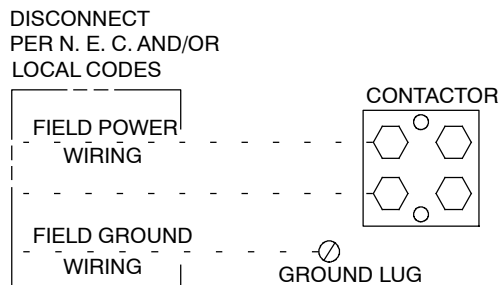 DISCONNECT
PER N. E. C. AND/OR
LOCAL CODES
CONTACTOR
FIELD POWER
WIRING
FIELD GROUND
WIRING
GROUND LUG